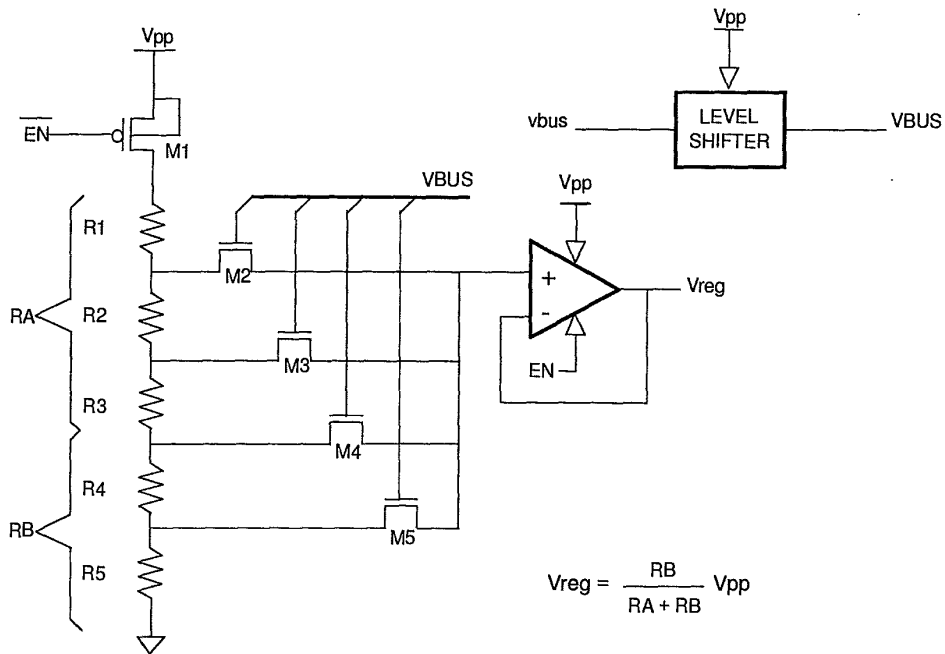 Vpp
EN
M1
Vpp
vbus
LEVEL
SHIFTER
VBUS
VBUS
Vpp
R1
M2
+
-
Vreg
EN
RA
R2
M3
R3
M4
R4
RB
M5
R5
Vreg = RB / RA + RB Vpp